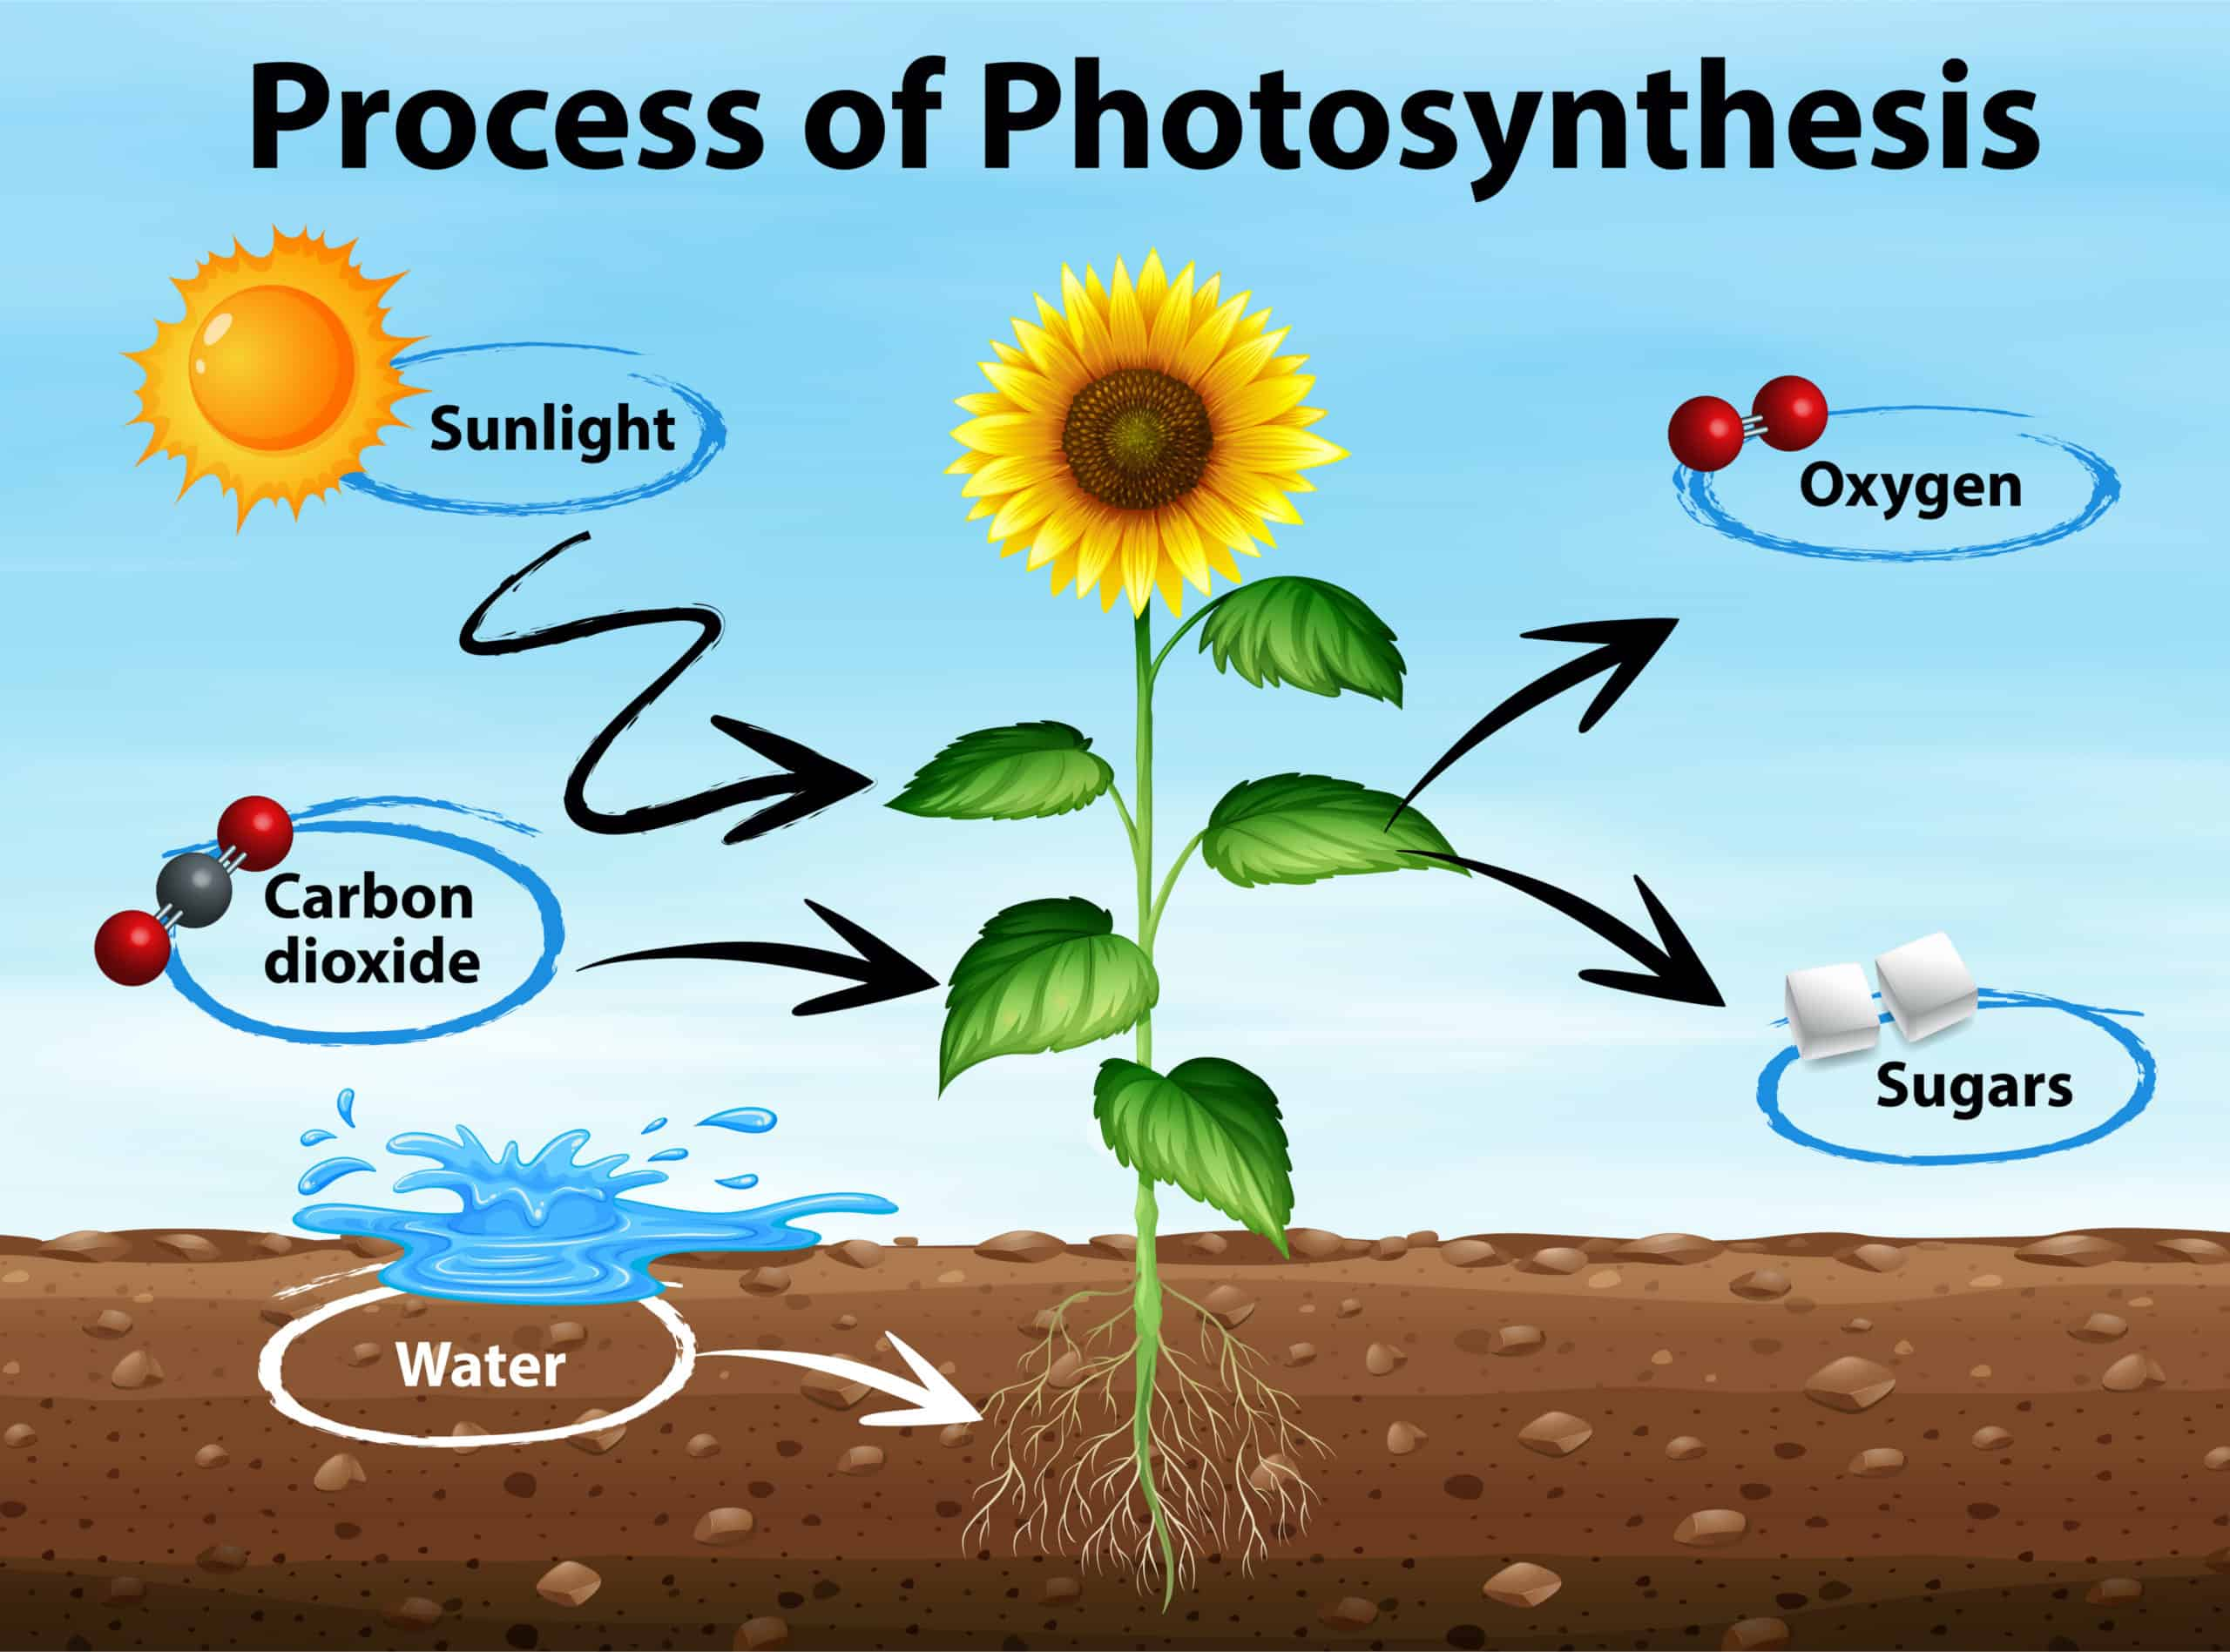 Process of Photosynthesis
Sunlight
Oxygen
Carbon
dioxide
Sugars
Water